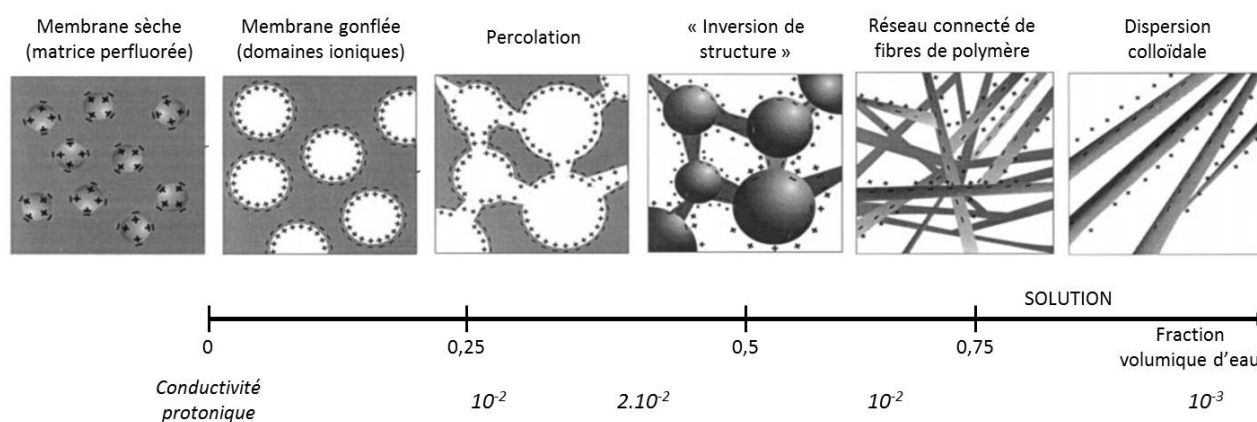 Membrane sèche
(matrice perfluorée)
Membrane gonflée
(domaines ioniques)
Percolation
« Inversion de
structure »
Réseau connecté de
fibres de polymère
Dispersion
colloïdale
SOLUTION
0
0,25
0,5
0,75
Fraction
volumique d'eau
Conductivité
protonique
10⁻²
2.10⁻²
10⁻²
10⁻³